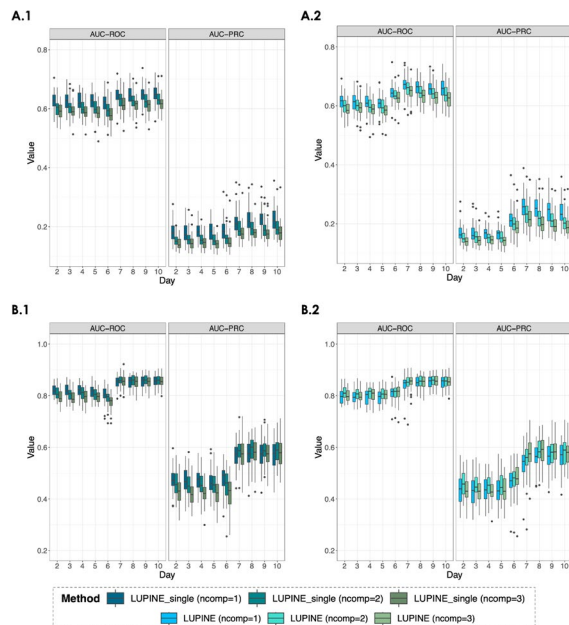 A.1
AUC-ROC AUC-PRC
0.8
0.6
0.4
0.2
Value
2 3 4 5 6 7 8 9 10 2 3 4 5 6 7 8 9 10
Day
A.2
AUC-ROC AUC-PRC
0.8
0.6
0.4
0.2
Value
2 3 4 5 6 7 8 9 10 2 3 4 5 6 7 8 9 10
Day
B.1
AUC-ROC AUC-PRC
1.0
0.8
0.6
0.4
0.2
Value
2 3 4 5 6 7 8 9 10 2 3 4 5 6 7 8 9 10
Day
B.2
AUC-ROC AUC-PRC
1.0
0.8
0.6
0.4
0.2
Value
2 3 4 5 6 7 8 9 10 2 3 4 5 6 7 8 9 10
Day
Method LUPINE_single (ncomp=1) LUPINE_single (ncomp=2) LUPINE_single (ncomp=3)
LUPINE (ncomp=1) LUPINE (ncomp=2) LUPINE (ncomp=3)